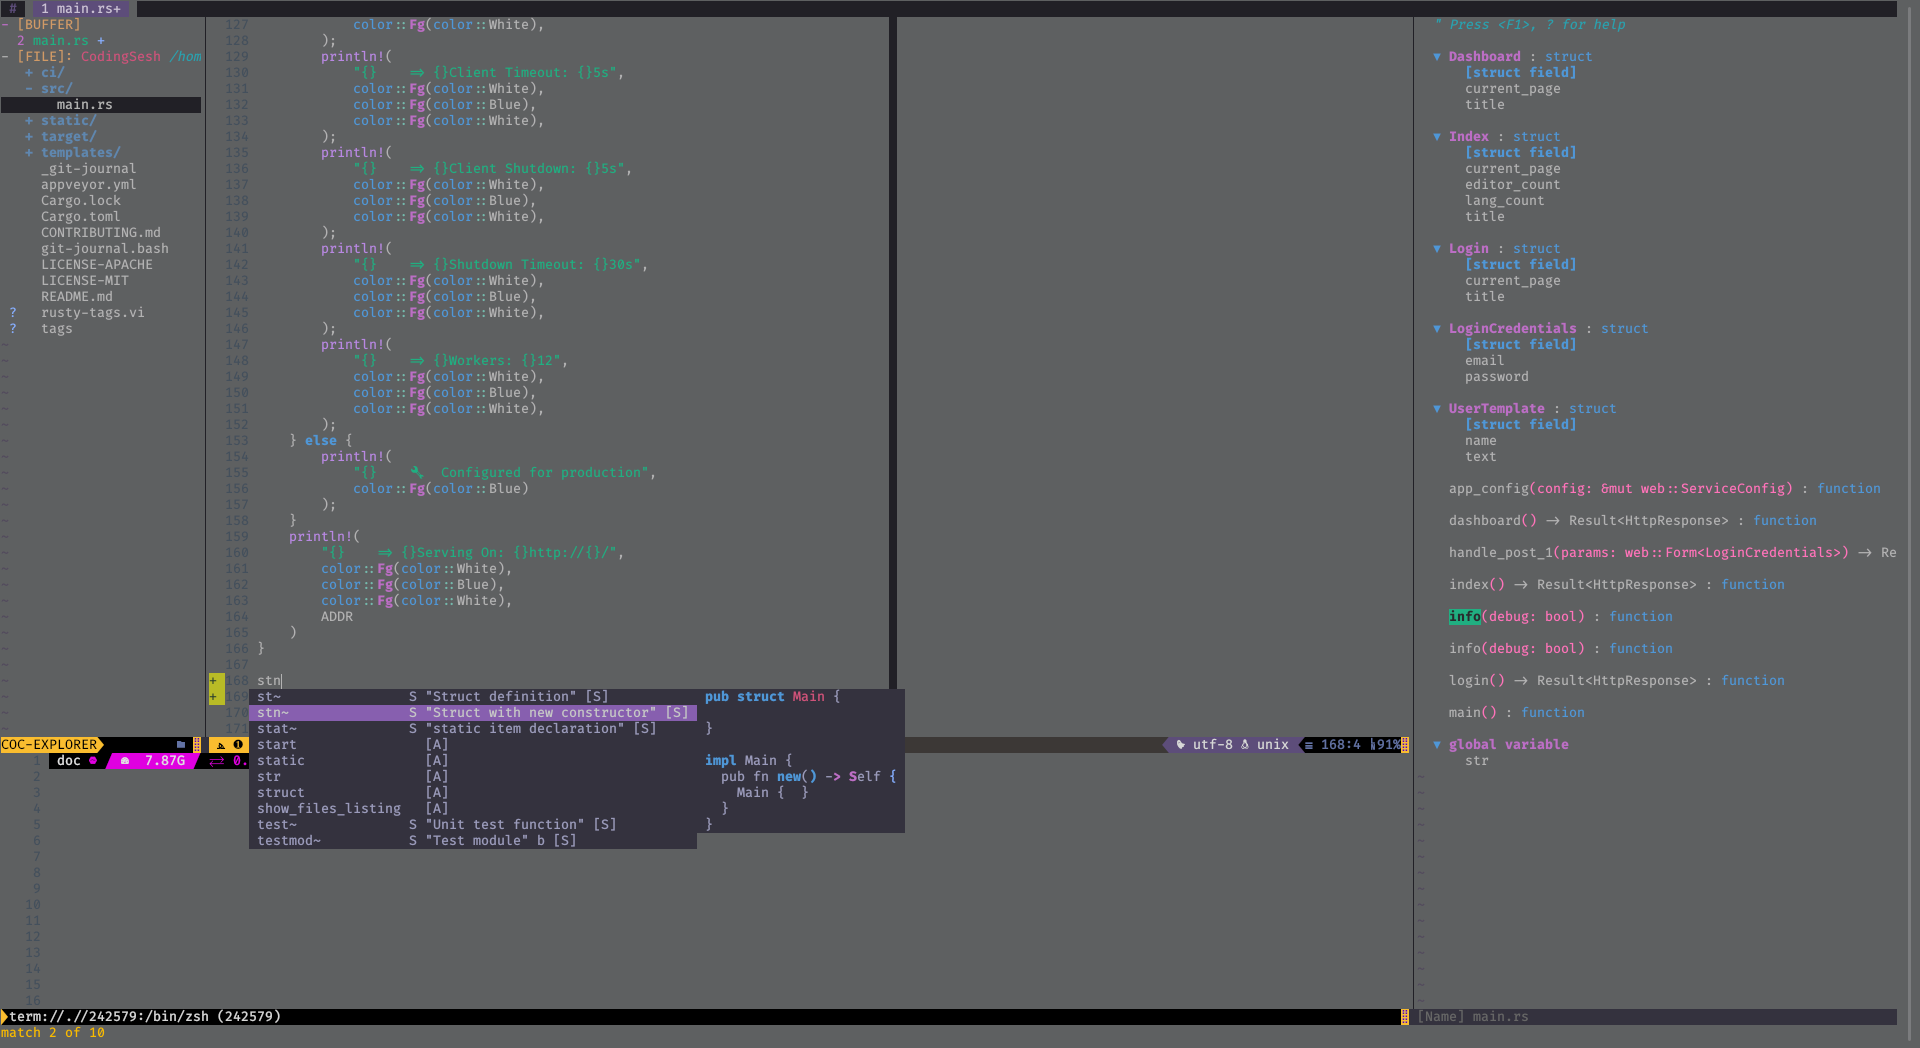 # 1 main.rs+
- [BUFFER]
2 main.rs +
- [FILE]: CodingSesh /hom
+ ci/
- src/
main.rs
+ static/
+ target/
+ templates/
_git-journal
appveyor.yml
Cargo.lock
Cargo.toml
CONTRIBUTING.md
git-journal.bash
LICENSE-APACHE
LICENSE-MIT
README.md
? rusty-tags.vi
? tags
127 color::Fg(color::White),
128 );
129 println!(
130 "{}    ⇒ {}Client Timeout: {}5s",
131 color::Fg(color::White),
132 color::Fg(color::Blue),
133 color::Fg(color::White),
134 );
135 println!(
136 "{}    ⇒ {}Client Shutdown: {}5s",
137 color::Fg(color::White),
138 color::Fg(color::Blue),
139 color::Fg(color::White),
140 );
141 println!(
142 "{}    ⇒ {}Shutdown Timeout: {}30s",
143 color::Fg(color::White),
144 color::Fg(color::Blue),
145 color::Fg(color::White),
146 );
147 println!(
148 "{}    ⇒ {}Workers: {}12",
149 color::Fg(color::White),
150 color::Fg(color::Blue),
151 color::Fg(color::White),
152 );
153 } else {
154 println!(
155 "{}    🔧  Configured for production",
156 color::Fg(color::Blue)
157 );
158 }
159 println!(
160 "{}    ⇒ {}Serving On: {}http://{}/",
161 color::Fg(color::White),
162 color::Fg(color::Blue),
163 color::Fg(color::White),
164 ADDR
165 )
166 }
167
+ 168 stn
+ 169
170
171
st~ S "Struct definition" [S]
stn~ S "Struct with new constructor" [S]
stat~ S "static item declaration" [S]
start [A]
static [A]
str [A]
struct [A]
show_files_listing [A]
test~ S "Unit test function" [S]
testmod~ S "Test module" b [S]
pub struct Main {
}
impl Main {
pub fn new() -> Self {
Main {  }
}
}
COC-EXPLORER
utf-8 unix ≡ 168:4 91%
1 doc 7.87G ⇄ 0.
2
3
4
5
6
7
8
9
10
11
12
13
14
15
16
term://.//242579:/bin/zsh (242579)
match 2 of 10
" Press <F1>, ? for help
▼ Dashboard : struct
[struct field]
current_page
title
▼ Index : struct
[struct field]
current_page
editor_count
lang_count
title
▼ Login : struct
[struct field]
current_page
title
▼ LoginCredentials : struct
[struct field]
email
password
▼ UserTemplate : struct
[struct field]
name
text
app_config(config: &mut web::ServiceConfig) : function
dashboard() -> Result<HttpResponse> : function
handle_post_1(params: web::Form<LoginCredentials>) -> Re
index() -> Result<HttpResponse> : function
info(debug: bool) : function
info(debug: bool) : function
login() -> Result<HttpResponse> : function
main() : function
▼ global variable
str
[Name] main.rs